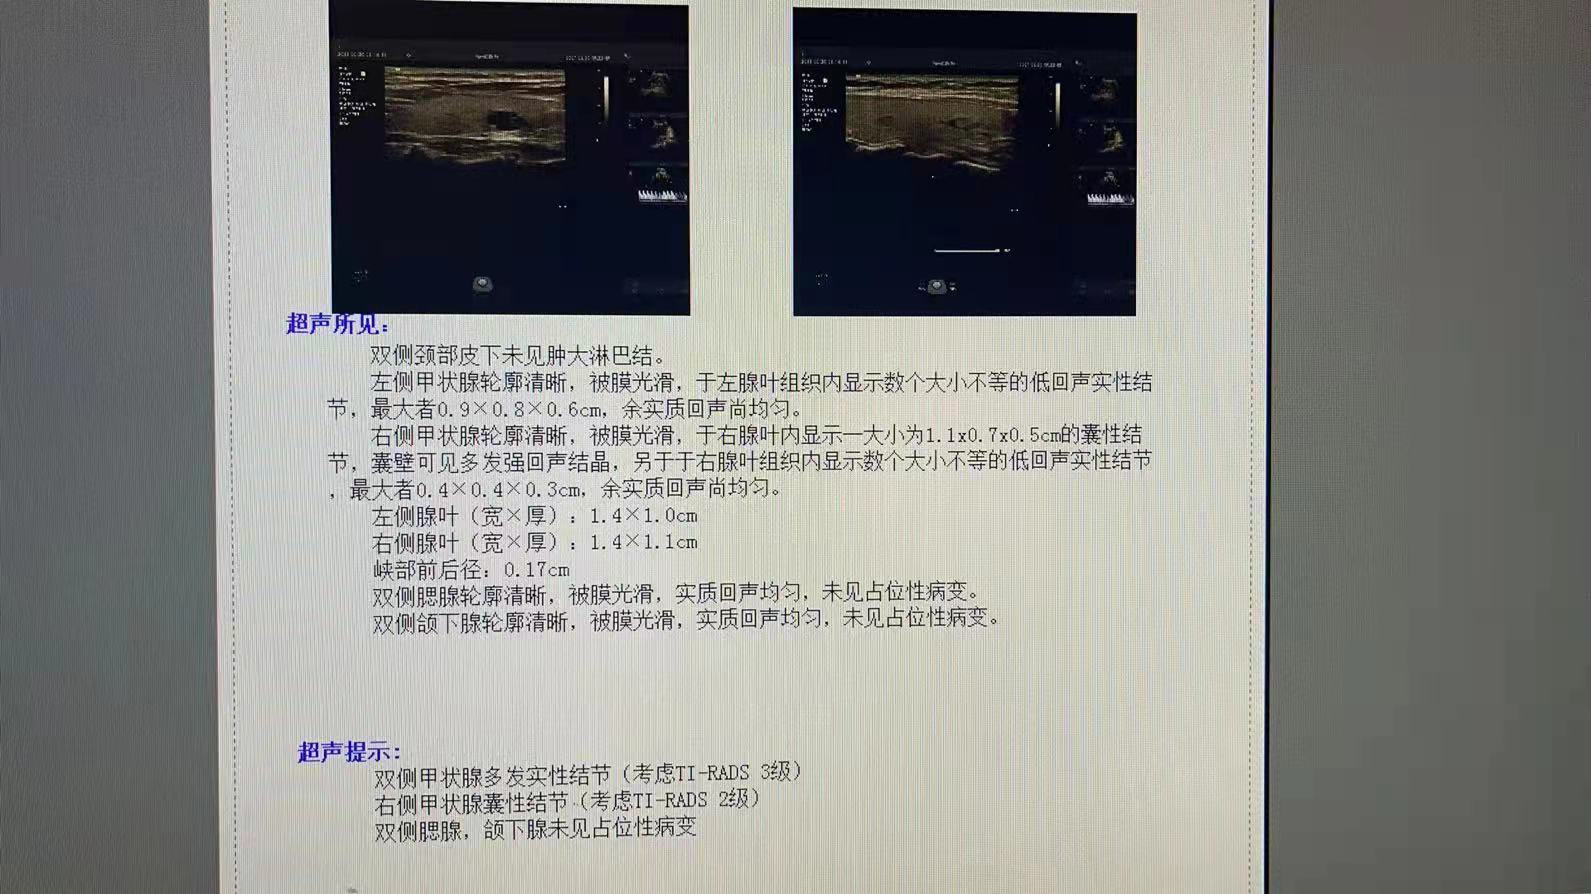 超声所见：
双侧颈部皮下未见肿大淋巴结。
左侧甲状腺轮廓清晰，被膜光滑，于左腺叶组织内显示数个大小不等的低回声实性结
节，最大者0.9×0.8×0.6cm，余实质回声尚均匀。
右侧甲状腺轮廓清晰，被膜光滑，于右腺叶内显示一大小为1.1x0.7x0.5cm的囊性结
节，囊壁可见多发强回声结晶，另于于右腺叶组织内显示数个大小不等的低回声实性结节
，最大者0.4×0.4×0.3cm，余实质回声尚均匀。
左侧腺叶（宽×厚）：1.4×1.0cm
右侧腺叶（宽×厚）：1.4×1.1cm
峡部前后径：0.17cm
双侧腮腺轮廓清晰，被膜光滑，实质回声均匀，未见占位性病变。
双侧颌下腺轮廓清晰，被膜光滑，实质回声均匀，未见占位性病变。
超声提示：
双侧甲状腺多发实性结节（考虑TI-RADS 3级）
右侧甲状腺囊性结节（考虑TI-RADS 2级）
双侧腮腺，颌下腺未见占位性病变